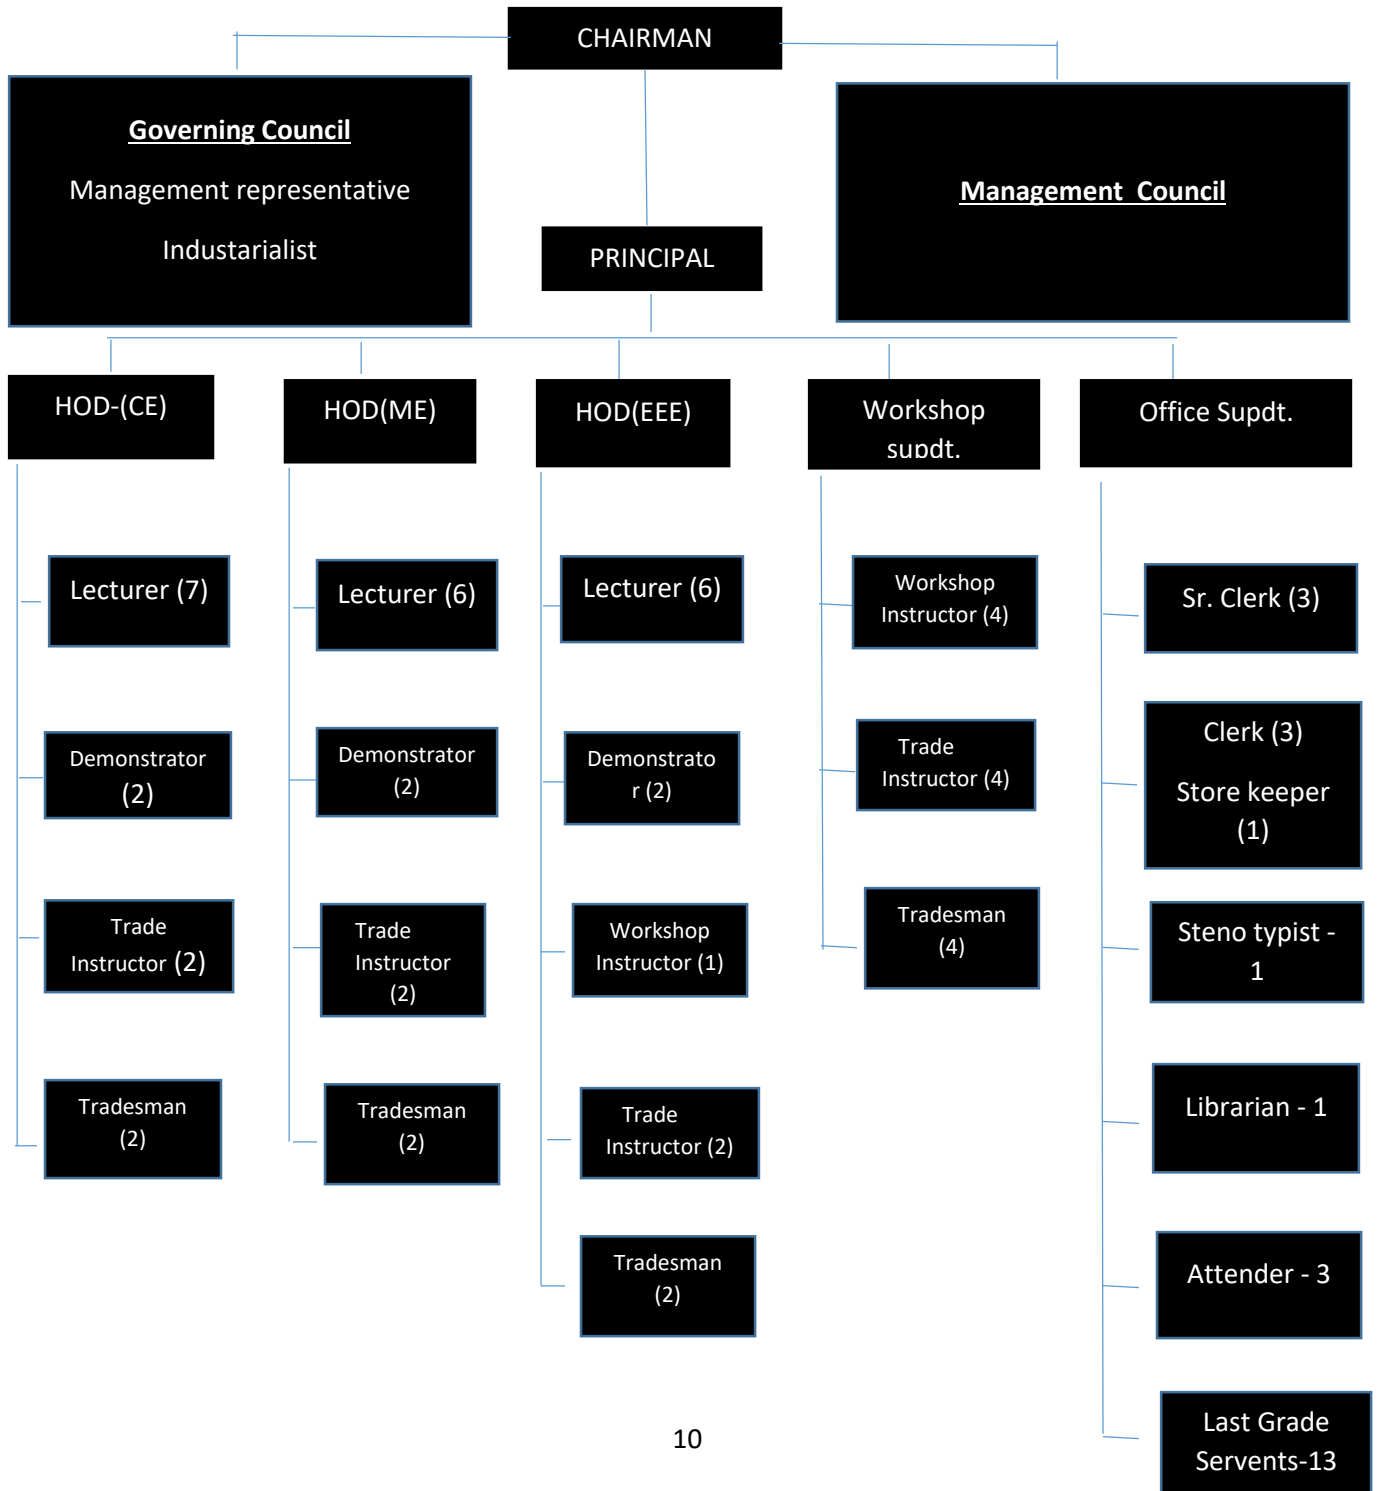 CHAIRMAN
Governing Council
Management representative
Industarialist
Management Council
PRINCIPAL
HOD-(CE)
HOD(ME)
HOD(EEE)
Workshop
supdt.
Office Supdt.
Lecturer (7)
Demonstrator
(2)
Trade
Instructor (2)
Tradesman
(2)
Lecturer (6)
Demonstrator
(2)
Trade
Instructor
(2)
Tradesman
(2)
Lecturer (6)
Demonstrato
r (2)
Workshop
Instructor (1)
Trade
Instructor (2)
Tradesman
(2)
Workshop
Instructor (4)
Trade
Instructor (4)
Tradesman
(4)
Sr. Clerk (3)
Clerk (3)
Store keeper
(1)
Steno typist -
1
Librarian - 1
Attender - 3
Last Grade
Servents-13
10